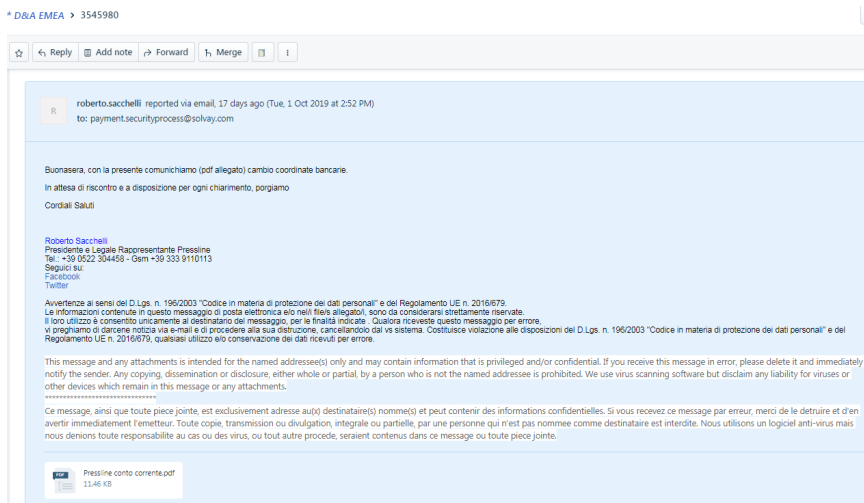 * D&A EMEA > 3545980
Reply Add note Forward Merge
R
roberto.sacchelli reported via email, 17 days ago (Tue, 1 Oct 2019 at 2:52 PM)
to: payment.securityprocess@solvay.com
Buonasera, con la presente comunichiamo (pdf allegato) cambio coordinate bancarie.
In attesa di riscontro e a disposizione per ogni chiarimento, porgiamo
Cordiali Saluti
Roberto Sacchelli
Presidente e Legale Rappresentante Pressline
Tel.: +39 0522 304458 - Gsm +39 333 9110113
Seguici su:
Facebook
Twitter
Avvertenze ai sensi del D.Lgs. n. 196/2003 "Codice in materia di protezione dei dati personali" e del Regolamento UE n. 2016/679.
Le informazioni contenute in questo messaggio di posta elettronica e/o nel/i file/s allegato/i, sono da considerarsi strettamente riservate.
Il loro utilizzo è consentito unicamente al destinatario del messaggio, per le finalità indicate . Qualora riceveste questo messaggio per errore,
vi preghiamo di darcene notizia via e-mail e di procedere alla sua distruzione, cancellandolo dal vs sistema. Costituisce violazione alle disposizioni del D.Lgs. n. 196/2003 "Codice in materia di protezione dei dati personali" e del
Regolamento UE n. 2016/679, qualsiasi utilizzo e/o conservazione dei dati ricevuti per errore.
This message and any attachments is intended for the named addressee(s) only and may contain information that is privileged and/or confidential. If you receive this message in error, please delete it and immediately
notify the sender. Any copying, dissemination or disclosure, either whole or partial, by a person who is not the named addressee is prohibited. We use virus scanning software but disclaim any liability for viruses or
other devices which remain in this message or any attachments.
*******************************
Ce message, ainsi que toute piece jointe, est exclusivement adresse au(x) destinataire(s) nomme(s) et peut contenir des informations confidentielles. Si vous recevez ce message par erreur, merci de le detruire et d'en
avertir immediatement l'emetteur. Toute copie, transmission ou divulgation, integrale ou partielle, par une personne qui n'est pas nommee comme destinataire est interdite. Nous utilisons un logiciel anti-virus mais
nous denions toute responsabilite au cas ou des virus, ou tout autre procede, seraient contenus dans ce message ou toute piece jointe.
PDF
Pressline conto corrente.pdf
11.46 KB